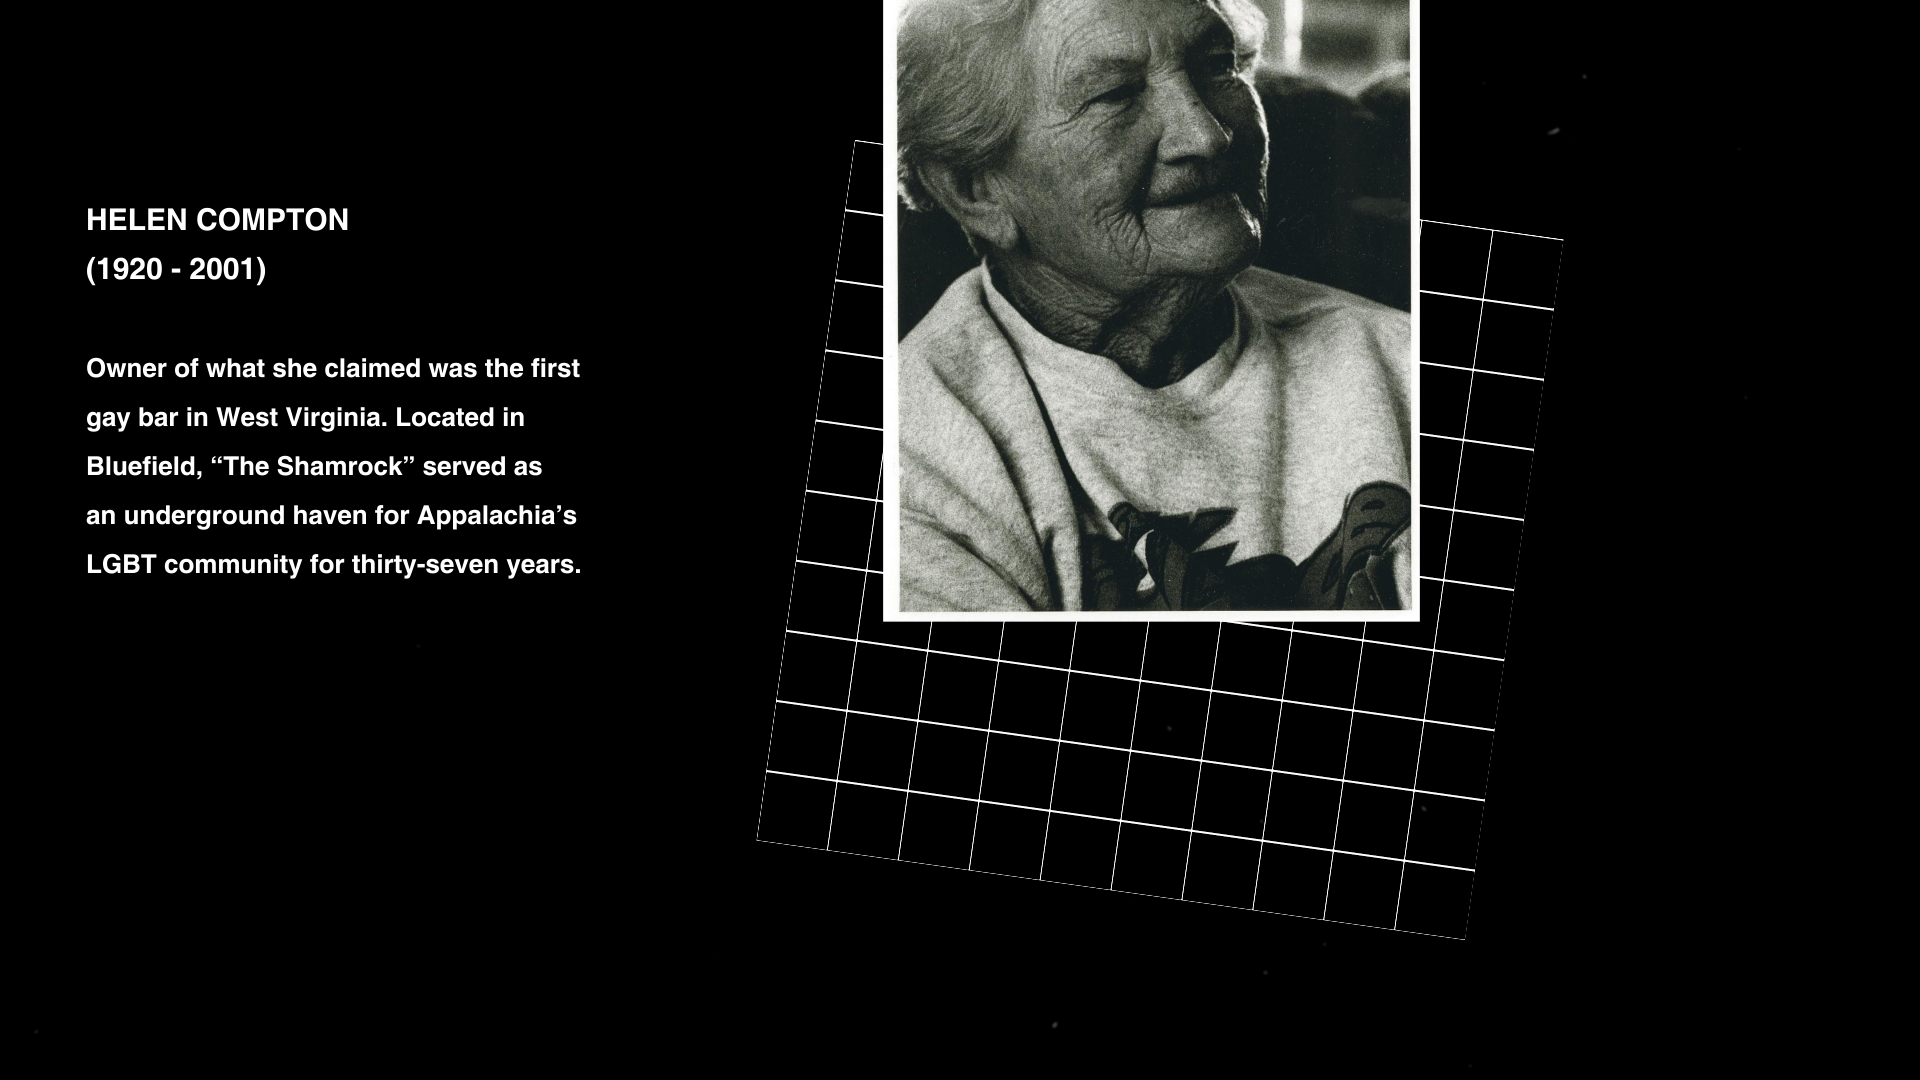 HELEN COMPTON
(1920 - 2001)
Owner of what she claimed was the first
gay bar in West Virginia. Located in
Bluefield, “The Shamrock” served as
an underground haven for Appalachia’s
LGBT community for thirty-seven years.